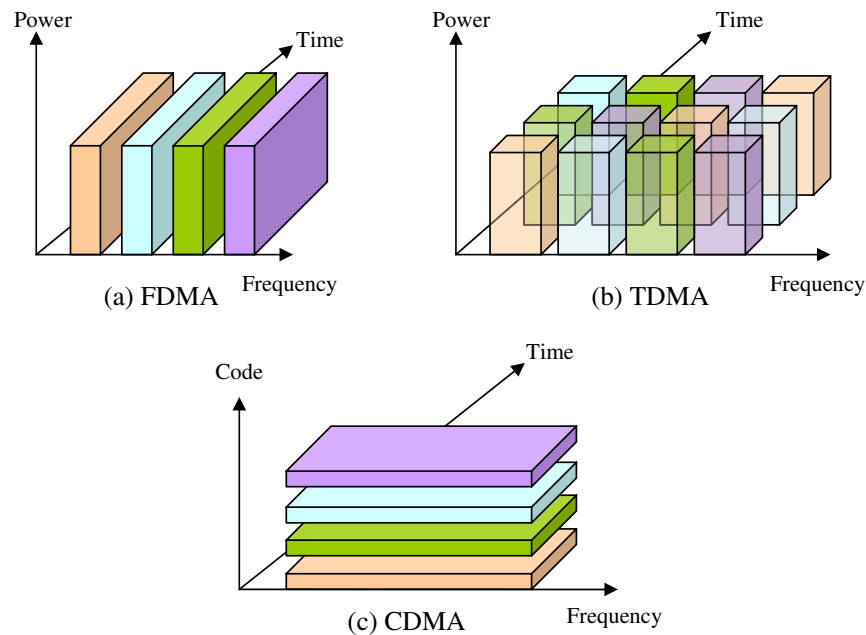 Power
Time
Frequency
(a) FDMA
Power
Time
Frequency
(b) TDMA
Code
Time
Frequency
(c) CDMA